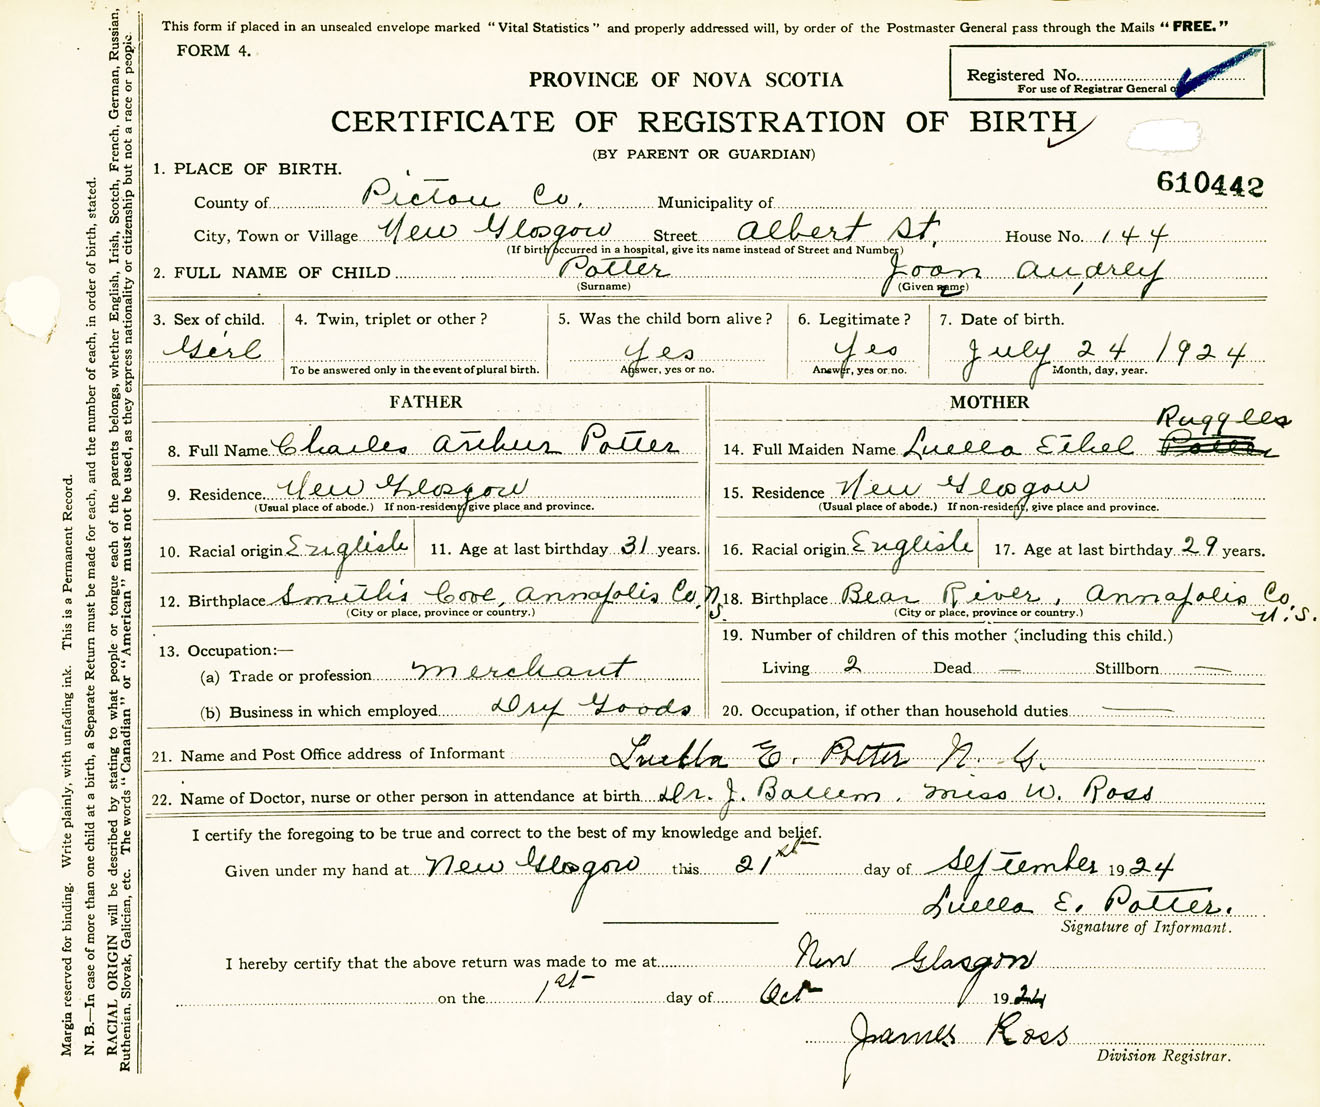 This form if placed in an unsealed envelope marked "Vital Statistics" and properly addressed will, by order of the Postmaster General pass through the Mails "FREE."
FORM 4.
PROVINCE OF NOVA SCOTIA
Registered No.
For use of Registrar General
CERTIFICATE OF REGISTRATION OF BIRTH
(BY PARENT OR GUARDIAN)
610442
1. PLACE OF BIRTH.
County of Pictou Co. Municipality of
City, Town or Village New Glasgow Street Albert St. House No. 144
(If birth occurred in a hospital, give its name instead of Street and Number)
2. FULL NAME OF CHILD Potter Joan Audrey
(Surname) (Given name)
3. Sex of child. 4. Twin, triplet or other? 5. Was the child born alive? 6. Legitimate? 7. Date of birth.
Girl Yes Yes July 24 1924
To be answered only in the event of plural birth. Answer, yes or no. Answer, yes or no. Month, day, year.
FATHER MOTHER
Ruggles
8. Full Name Charles Arthur Potter 14. Full Maiden Name Luella Ethel Potter
9. Residence New Glasgow 15. Residence New Glasgow
(Usual place of abode.) If non-resident, give place and province. (Usual place of abode.) If non-resident, give place and province.
10. Racial origin English 11. Age at last birthday 31 years. 16. Racial origin English 17. Age at last birthday 29 years.
12. Birthplace Smith's Cove, Annapolis Co. N.S. 18. Birthplace Bear River, Annapolis Co. N.S.
(City or place, province or country.) (City or place, province or country.)
13. Occupation:— 19. Number of children of this mother (including this child.)
(a) Trade or profession Merchant Living 2 Dead — Stillborn —
(b) Business in which employed Dry Goods 20. Occupation, if other than household duties —
21. Name and Post Office address of Informant Luella E. Potter N. G.
22. Name of Doctor, nurse or other person in attendance at birth Dr. J. Ballem. Miss W. Ross
I certify the foregoing to be true and correct to the best of my knowledge and belief.
Given under my hand at New Glasgow this 21st day of September 1924
Luella E. Potter.
Signature of Informant.
I hereby certify that the above return was made to me at New Glasgow
on the 1st day of Oct 1924
James Ross
Division Registrar.
Margin reserved for binding. Write plainly, with unfading ink. This is a Permanent Record.
N. B.—In case of more than one child at a birth, a Separate Return must be made for each, and the number of each, in order of birth, stated.
RACIAL ORIGIN will be described by stating to what people or tongue each of the parents belongs, whether English, Irish, Scotch, French, German, Russian,
Ruthenian, Slovak, Galician, etc. The words "Canadian" or "American" must not be used, as they express nationality or citizenship but not a race or people.